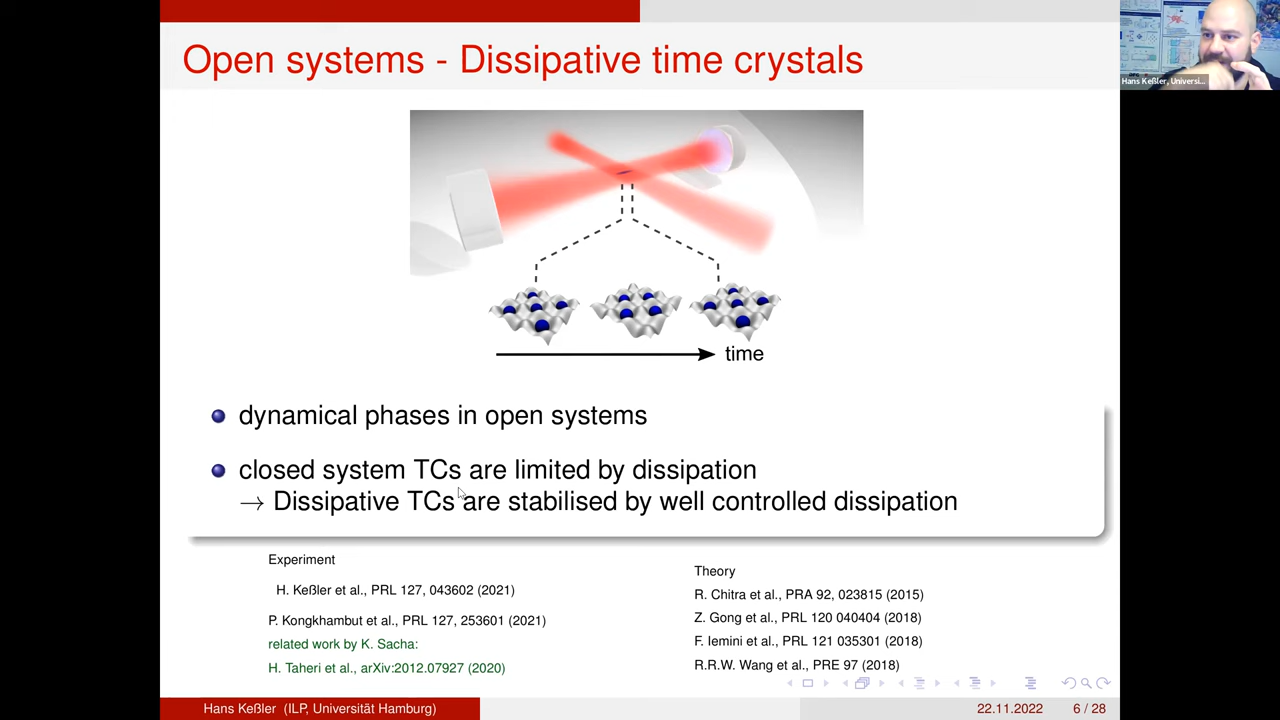 Open systems - Dissipative time crystals
Hans Keßler, Universi...
time
dynamical phases in open systems
closed system TCs are limited by dissipation
→ Dissipative TCs are stabilised by well controlled dissipation
Experiment
H. Keßler et al., PRL 127, 043602 (2021)
P. Kongkhambut et al., PRL 127, 253601 (2021)
related work by K. Sacha:
H. Taheri et al., arXiv:2012.07927 (2020)
Theory
R. Chitra et al., PRA 92, 023815 (2015)
Z. Gong et al., PRL 120 040404 (2018)
F. Iemini et al., PRL 121 035301 (2018)
R.R.W. Wang et al., PRE 97 (2018)
Hans Keßler (ILP, Universität Hamburg)
22.11.2022
6 / 28